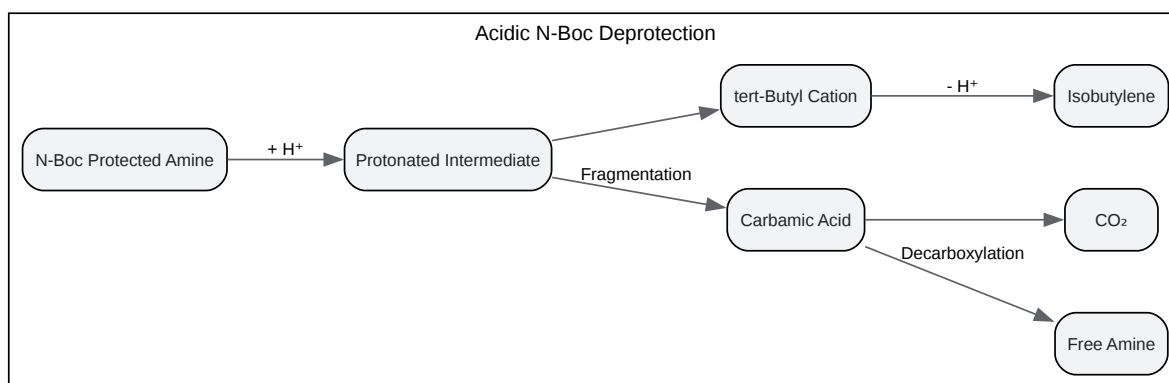 Acidic N-Boc Deprotection
tert-Butyl Cation
- H⁺
Isobutylene
N-Boc Protected Amine
+ H⁺
Protonated Intermediate
Fragmentation
Carbamic Acid
CO₂
Decarboxylation
Free Amine